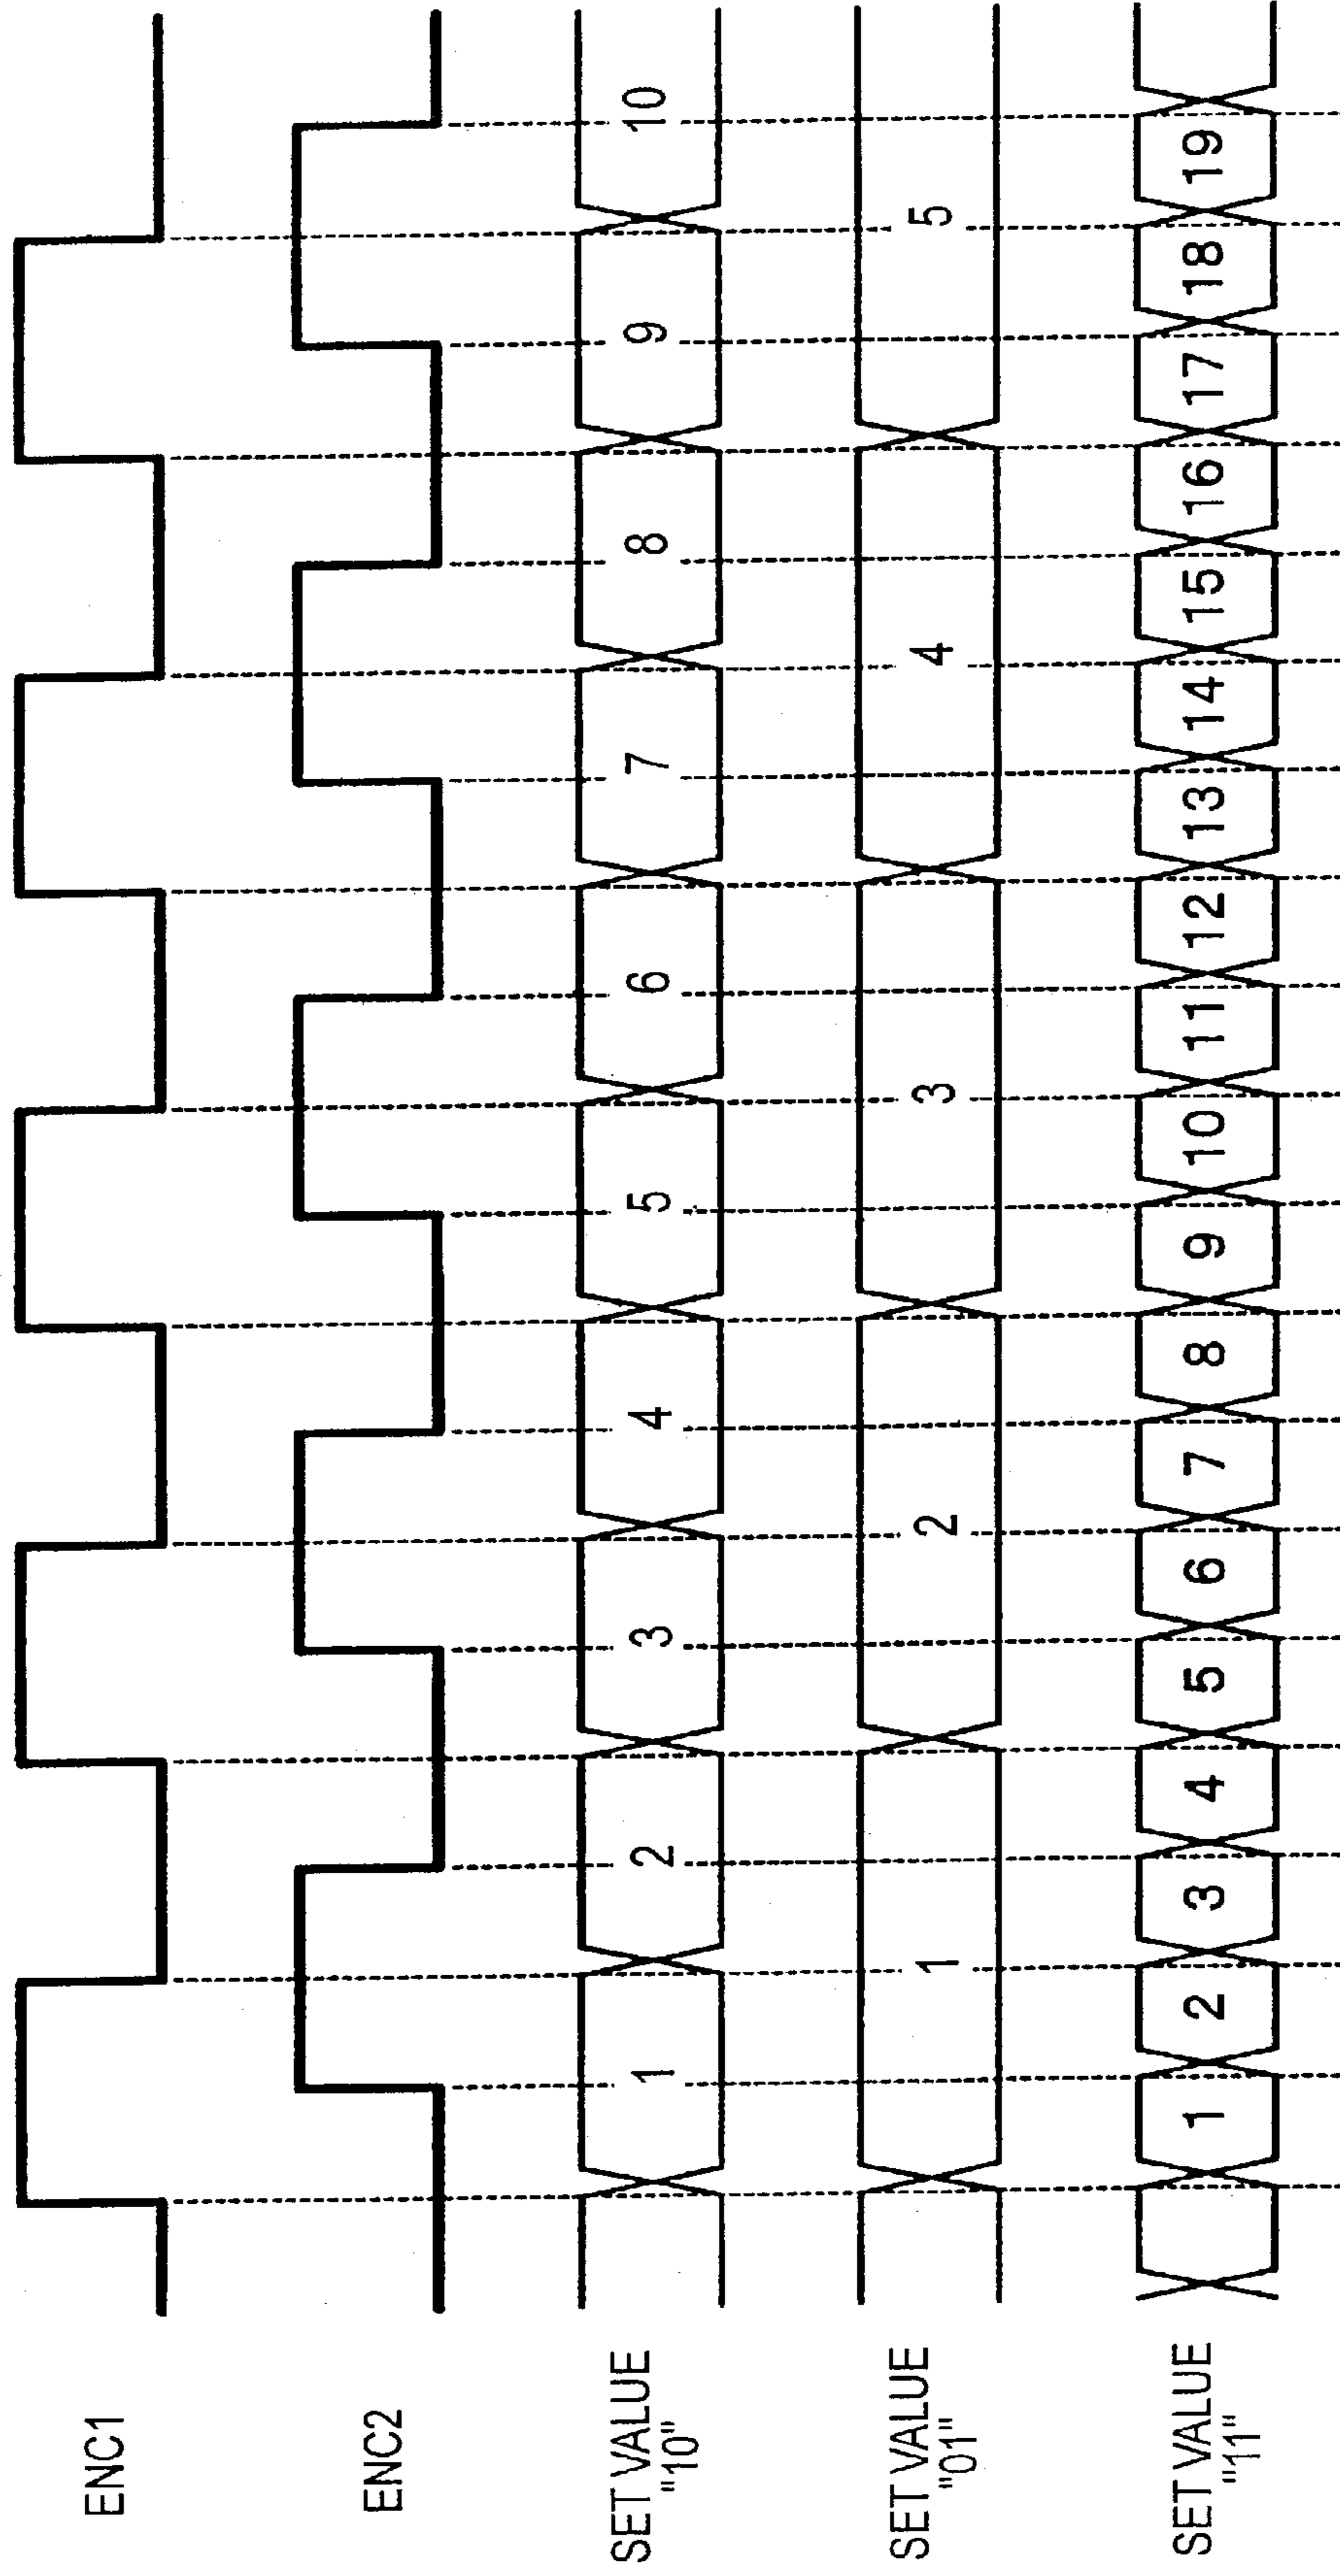 ENC1
ENC2
SET VALUE
"10"
1 2 3 4 5 6 7 8 9 10
SET VALUE
"01"
1 2 3 4 5
SET VALUE
"11"
1 2 3 4 5 6 7 8 9 10 11 12 13 14 15 16 17 18 19